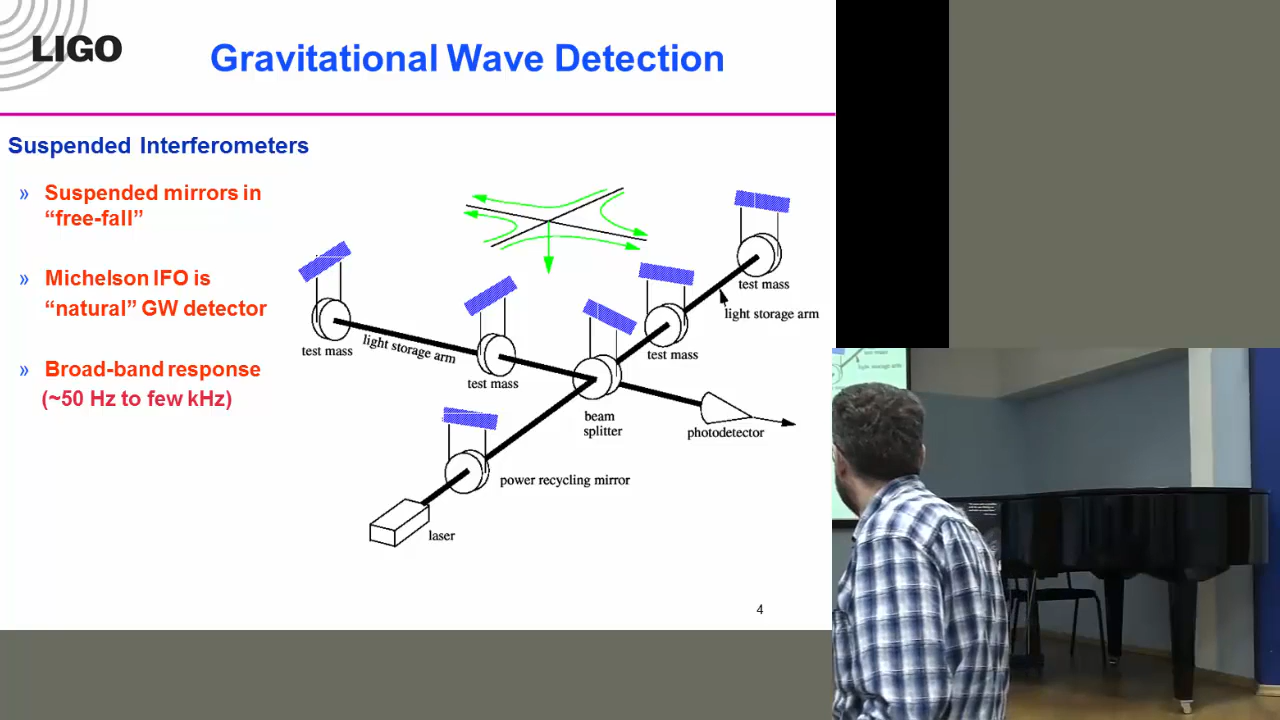 LIGO
Gravitational Wave Detection
Suspended Interferometers
» Suspended mirrors in
“free-fall”
» Michelson IFO is
“natural” GW detector
» Broad-band response
(~50 Hz to few kHz)
test mass
light storage arm
test mass
test mass
light storage arm
test mass
beam
splitter
photodetector
power recycling mirror
laser
4